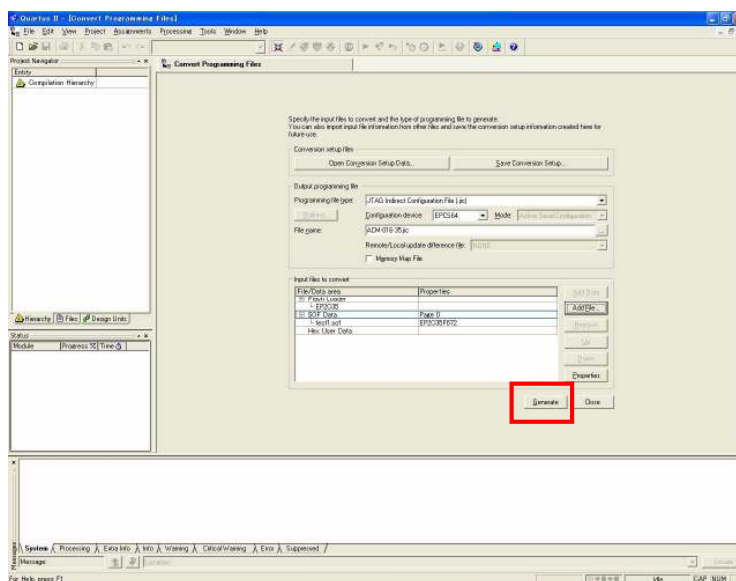 Quartus II - [Convert Programming Files]
File Edit View Project Assignments Processing Tools Window Help
Project Navigator
Entity
Compilation Hierarchy
Hierarchy Files Design Units
Convert Programming Files
Specify the input files to convert and the type of programming file to generate.
You can also import input file information from other files and save the conversion setup information created here for
future use.
Conversion setup files
Open Conversion Setup Data... Save Conversion Setup...
Output programming file
Programming file type: JTAG Indirect Configuration File (.jic)
Options... Configuration device: EPCS64 Mode: Active Serial Configuration
File name: ...
Remote/Local update difference file: NONE
Memory Map File
Input files to convert
File/Data area Properties
Flash Loader
EP2C35
SOF Data Page_0
test1.sof EP2C35F672
Hex User Data
Add Data
Add File...
Remove
Up
Down
Properties
Generate Close
Status
Module Progress % Time
System Processing Extra Info Info Warning Critical Warning Error Suppressed
Messages
Message: Location: Locate
For Help, press F1 Idle CAP NUM